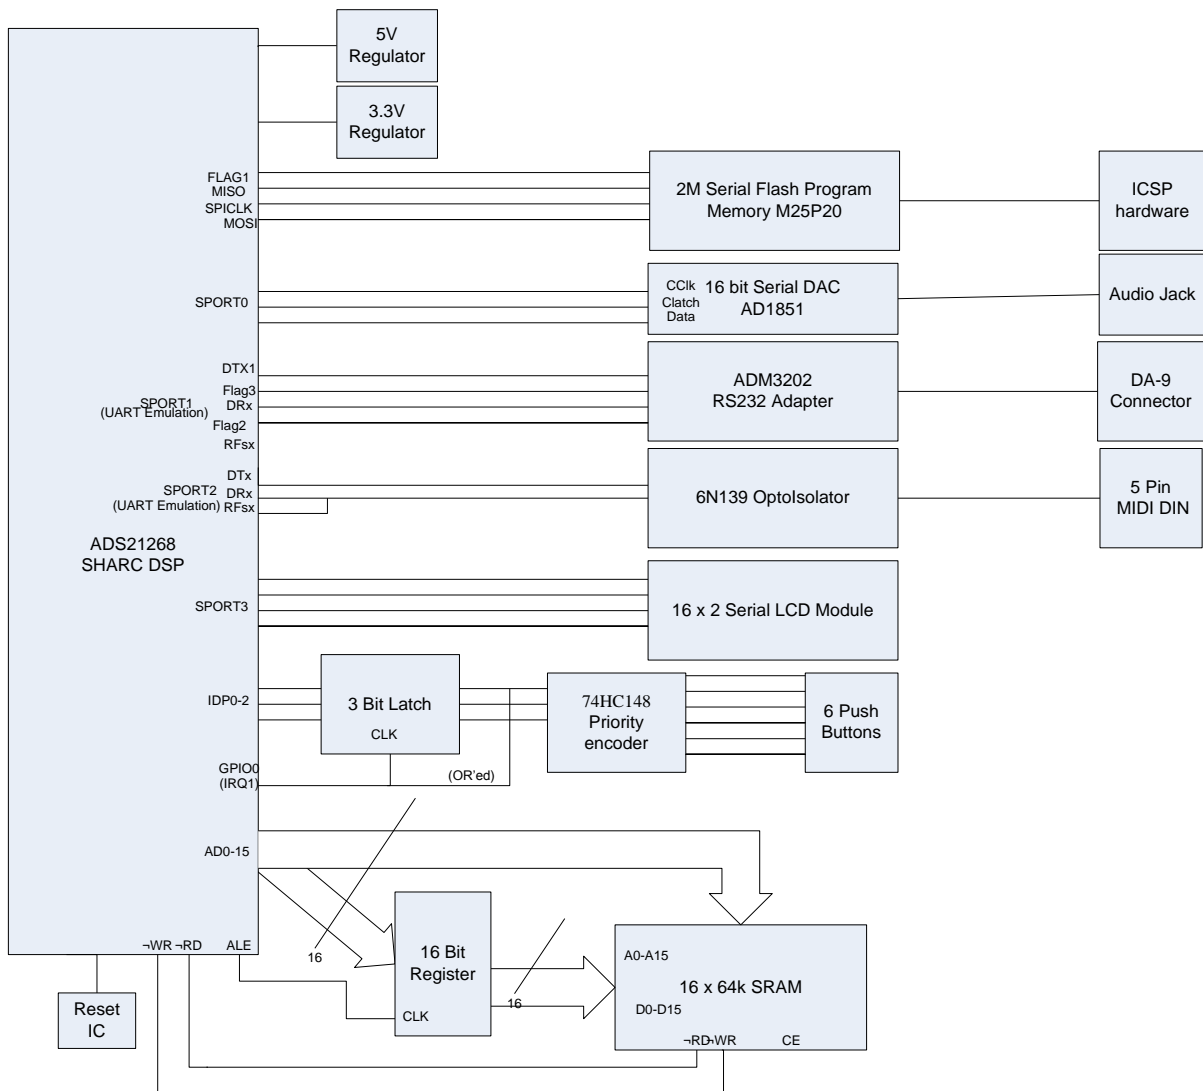 5V
Regulator
3.3V
Regulator
FLAG1
MISO
SPICLK
MOSI
2M Serial Flash Program
Memory M25P20
ICSP
hardware
SPORT0
CClk
Clatch
Data
16 bit Serial DAC
AD1851
Audio Jack
DTX1
Flag3
SPORT1
(UART Emulation)
DRx
Flag2
RFsx
ADM3202
RS232 Adapter
DA-9
Connector
DTx
SPORT2
(UART Emulation)
DRx
RFsx
6N139 OptoIsolator
5 Pin
MIDI DIN
ADS21268
SHARC DSP
SPORT3
16 x 2 Serial LCD Module
IDP0-2
3 Bit Latch
CLK
74HC148
Priority
encoder
6 Push
Buttons
GPIO0
(IRQ1)
(OR'ed)
AD0-15
16
16 Bit
Register
CLK
16
A0-A15
16 x 64k SRAM
D0-D15
¬RD
¬WR
CE
¬WR
¬RD
ALE
Reset
IC